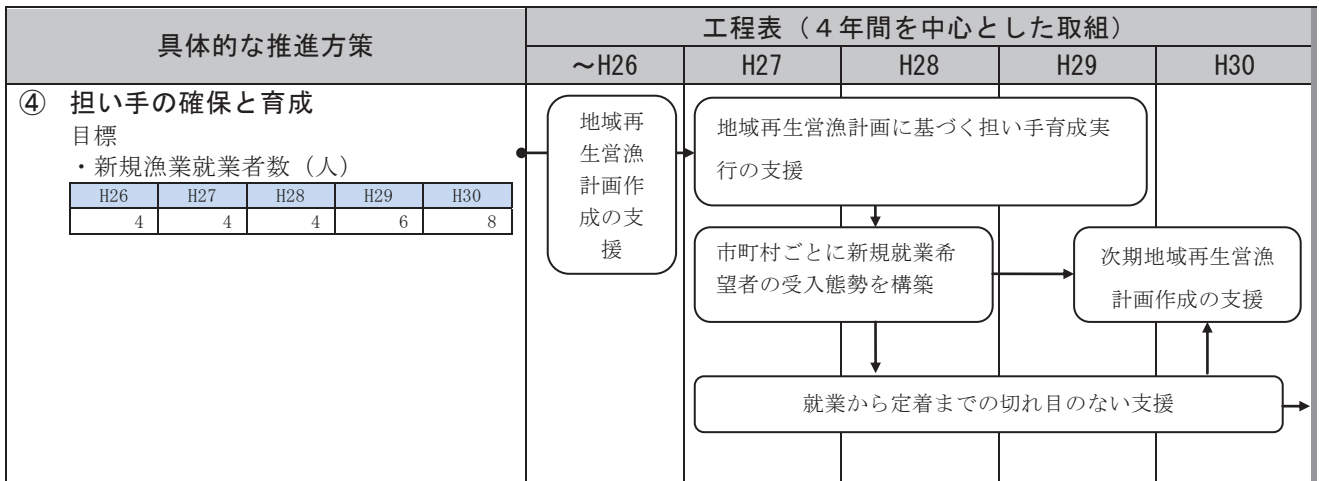 具体的な推進方策
工程表（４年間を中心とした取組）
～H26
H27
H28
H29
H30
④ 担い手の確保と育成
目標
・新規漁業就業者数（人）
H26 H27 H28 H29 H30
4 4 4 6 8
地域再
生営漁
計画作
成の支
援
地域再生営漁計画に基づく担い手育成実
行の支援
市町村ごとに新規就業希
望者の受入態勢を構築
次期地域再生営漁
計画作成の支援
就業から定着までの切れ目のない支援